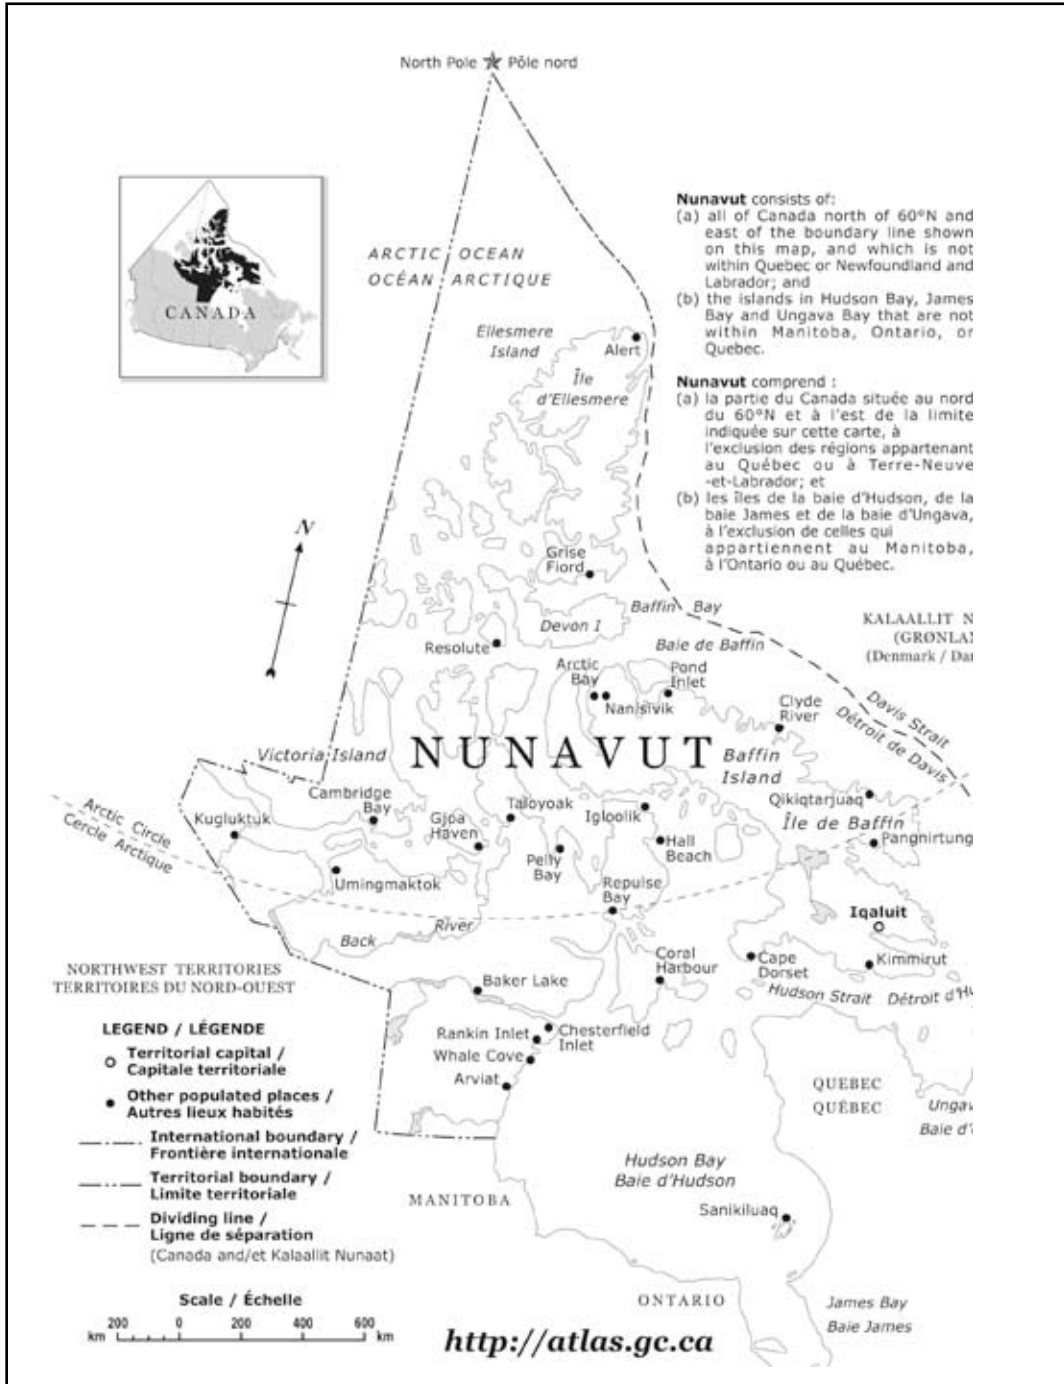 North Pole ★ Pôle nord
CANADA
ARCTIC OCEAN
OCÉAN ARCTIQUE
Nunavut consists of:
(a) all of Canada north of 60°N and
east of the boundary line shown
on this map, and which is not
within Quebec or Newfoundland and
Labrador; and
(b) the islands in Hudson Bay, James
Bay and Ungava Bay that are not
within Manitoba, Ontario, or
Quebec.
Nunavut comprend :
(a) la partie du Canada située au nord
du 60°N et à l'est de la limite
indiquée sur cette carte, à
l'exclusion des régions appartenant
au Québec ou à Terre-Neuve
-et-Labrador; et
(b) les îles de la baie d'Hudson, de la
baie James et de la baie d'Ungava,
à l'exclusion de celles qui
appartiennent au Manitoba,
à l'Ontario ou au Québec.
Ellesmere
Island
Alert
Île
d'Ellesmere
N
Grise
Fiord
Baffin Bay
Baie de Baffin
Devon I
KALAALLIT N
(GRØNLA
(Denmark / Da
Resolute
Arctic
Bay
Nanisivik
Pond
Inlet
Clyde
River
Davis Strait
Détroit de Davis
Victoria Island
NUNAVUT
Baffin
Island
Cambridge
Bay
Taloyoak
Igloolik
Qikiqtarjuaq
Arctic Circle
Cercle Arctique
Kugluktuk
Gjoa
Haven
Île de Baffin
Hall
Beach
Pangnirtung
Pelly
Bay
Umingmaktok
Repulse
Bay
Iqaluit
Back River
Coral
Harbour
Cape
Dorset
Kimmirut
NORTHWEST TERRITORIES
TERRITOIRES DU NORD-OUEST
Baker Lake
Hudson Strait
Détroit d'Hu
Rankin Inlet
Chesterfield
Inlet
Whale Cove
Arviat
QUEBEC
QUÉBEC
Ungav
Baie d'
LEGEND / LÉGENDE
Territorial capital /
Capitale territoriale
Other populated places /
Autres lieux habités
International boundary /
Frontière internationale
Territorial boundary /
Limite territoriale
Dividing line /
Ligne de séparation
(Canada and/et Kalaallit Nunaat)
Hudson Bay
Baie d'Hudson
MANITOBA
Sanikiluaq
ONTARIO
James Bay
Baie James
Scale / Échelle
km 200 0 200 400 600 km
http://atlas.gc.ca